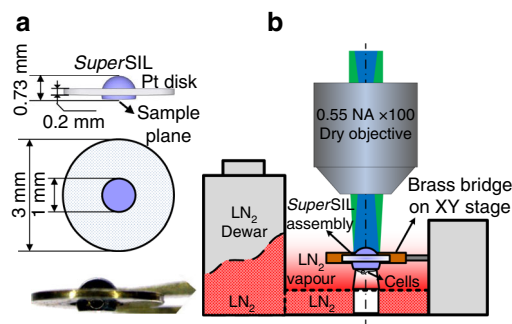 a
SuperSIL
Pt disk
0.73 mm
0.2 mm
Sample
plane
3 mm
1 mm
b
0.55 NA ×100
Dry objective
Brass bridge
on XY stage
LN2
Dewar
SuperSIL
assembly
LN2
vapour
Cells
LN2
LN2
LN2